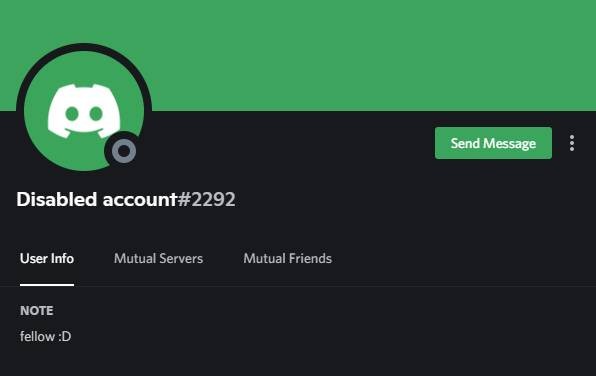 Send Message
Disabled account#2292
User Info Mutual Servers Mutual Friends
NOTE
fellow :D